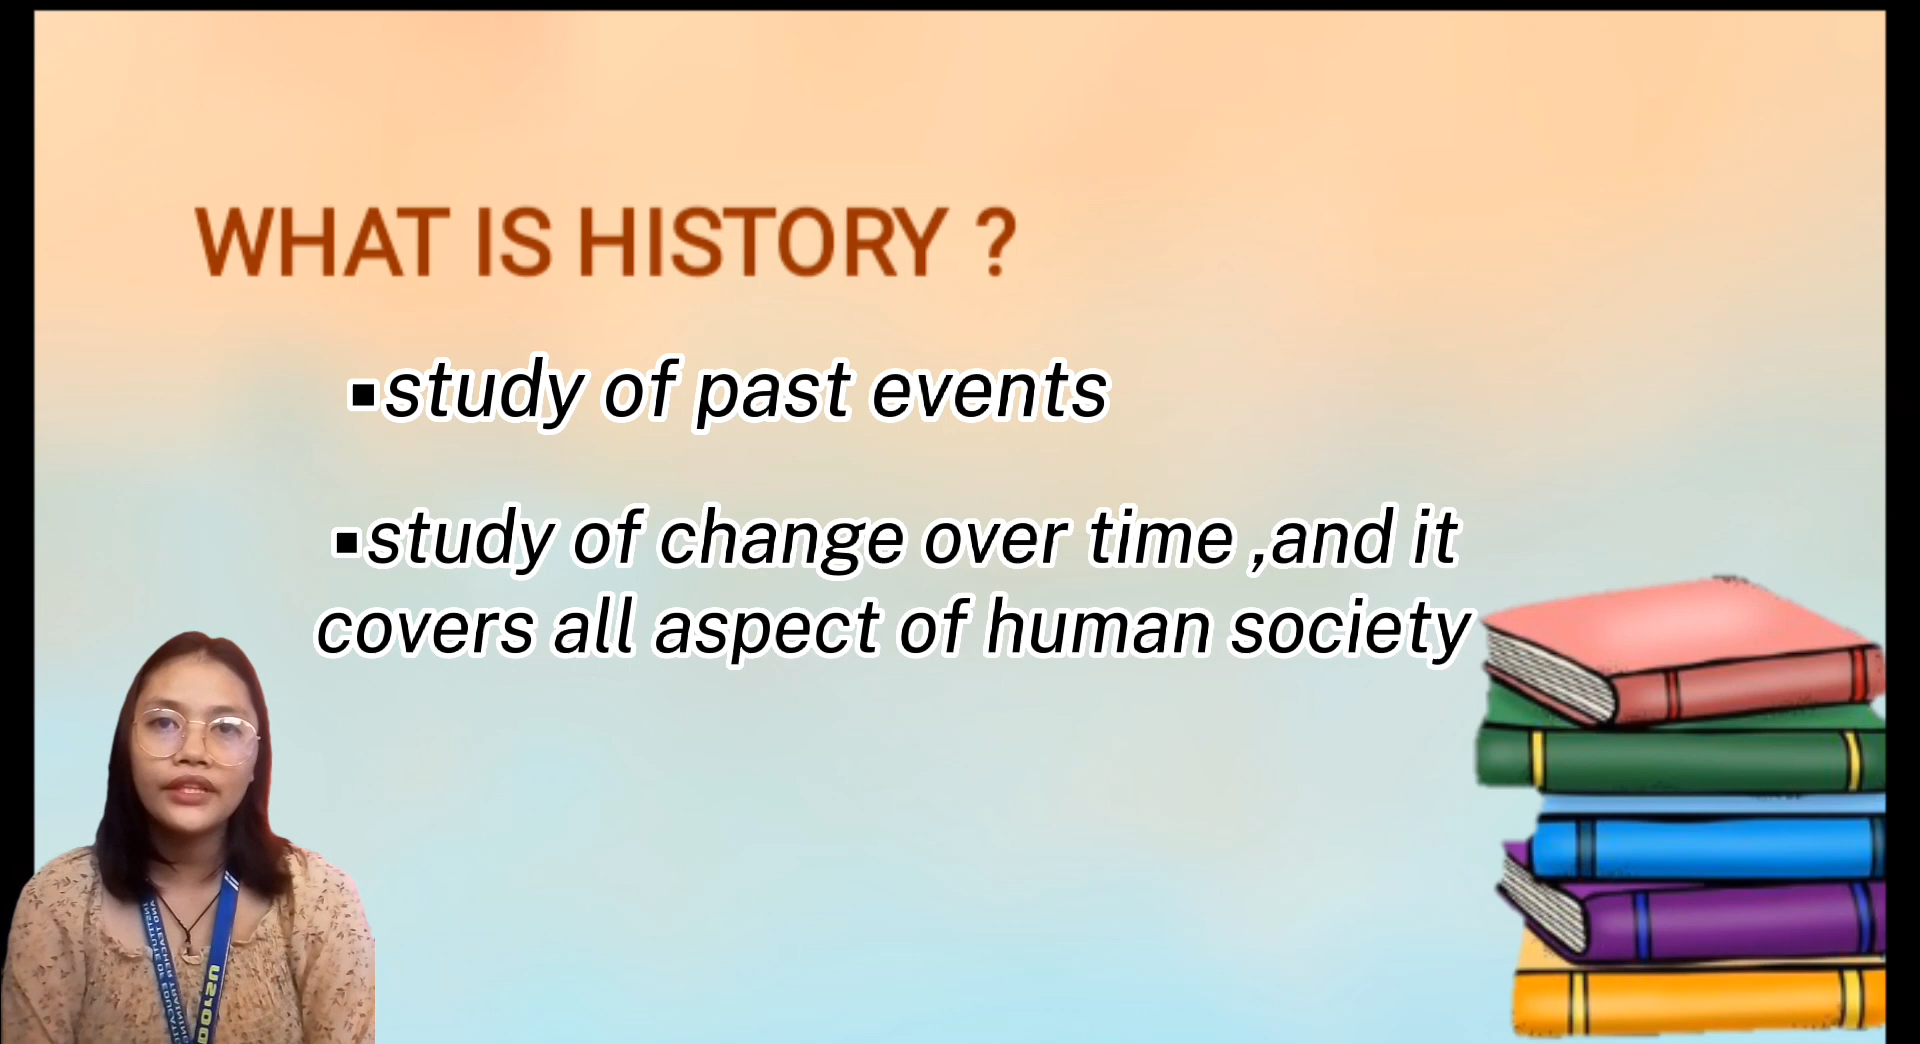 WHAT IS HISTORY ?
▪study of past events
▪study of change over time ,and it
covers all aspect of human society